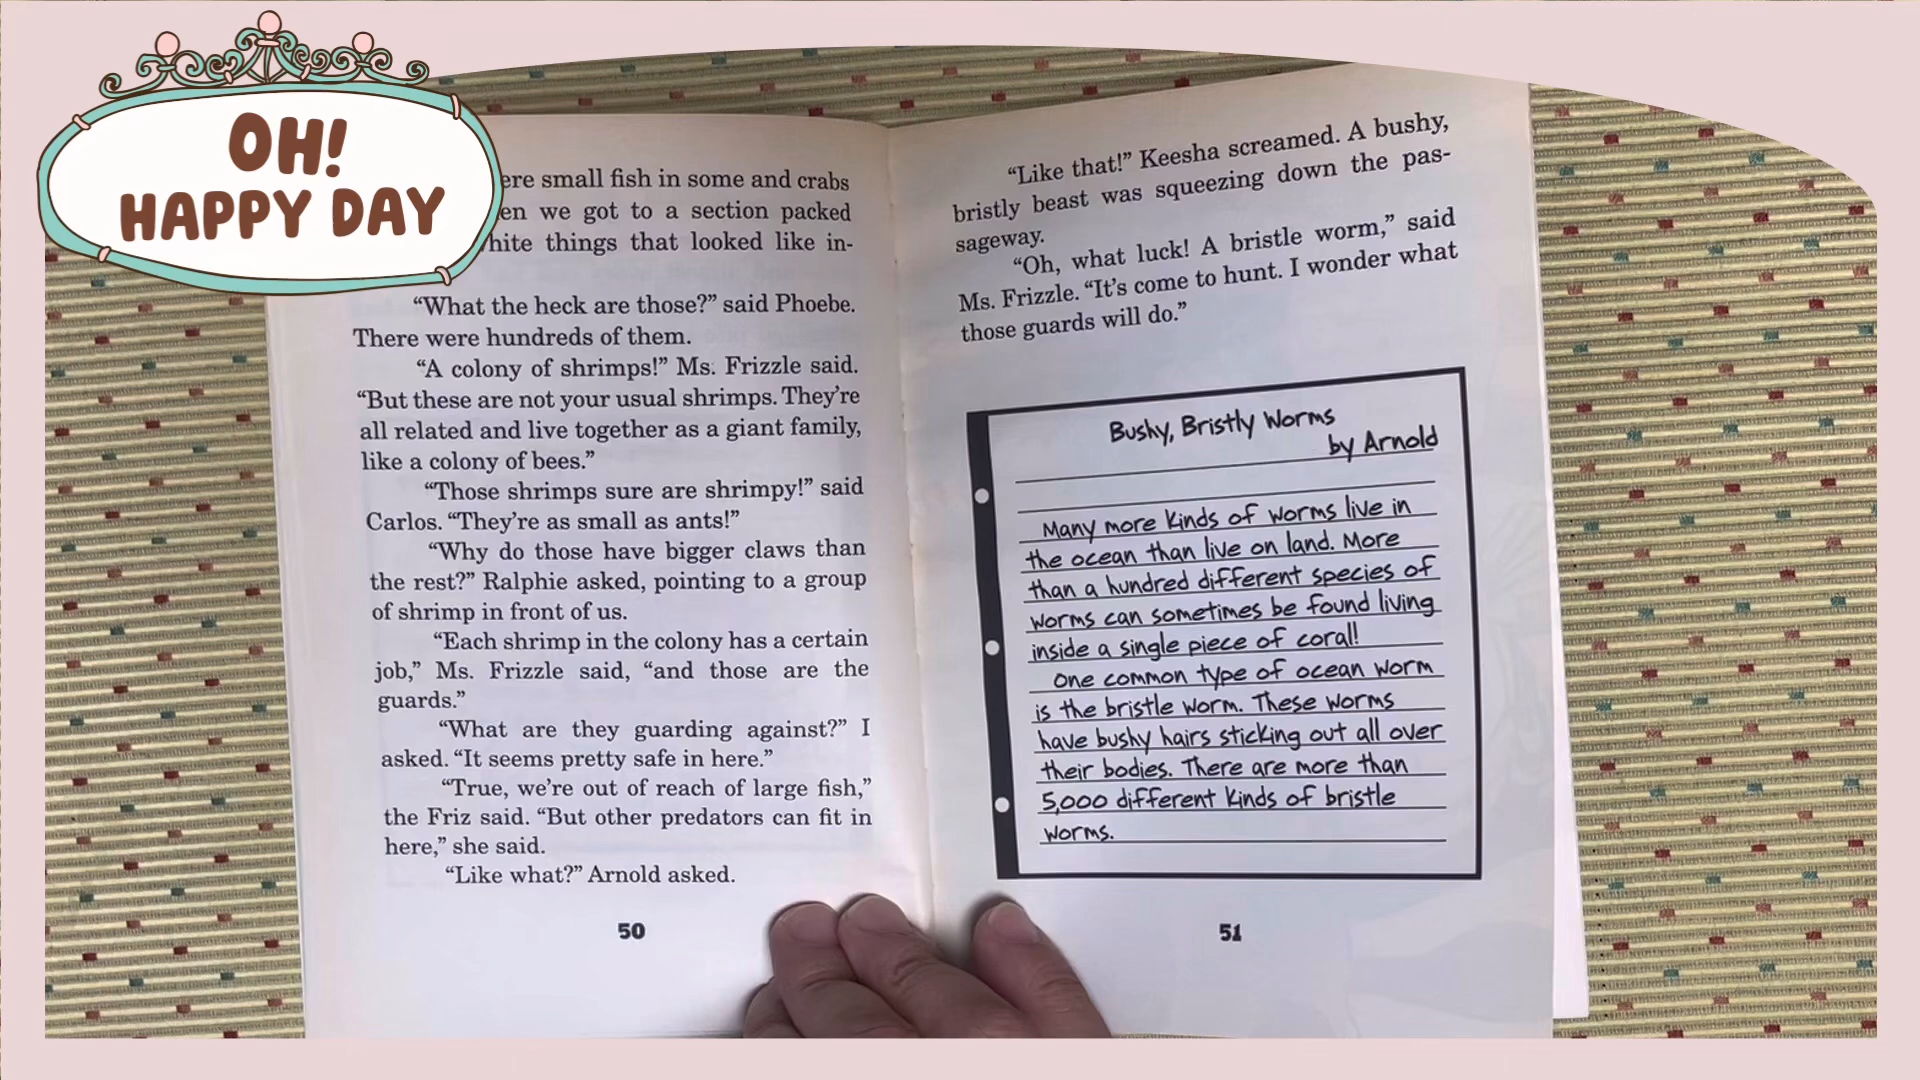 OH!
HAPPY DAY
small fish in some and crabs
we got to a section packed
things that looked like in-
“What the heck are those?” said Phoebe.
There were hundreds of them.
“A colony of shrimps!” Ms. Frizzle said.
“But these are not your usual shrimps. They’re
all related and live together as a giant family,
like a colony of bees.”
“Those shrimps sure are shrimpy!” said
Carlos. “They’re as small as ants!”
“Why do those have bigger claws than
the rest?” Ralphie asked, pointing to a group
of shrimp in front of us.
“Each shrimp in the colony has a certain
job,” Ms. Frizzle said, “and those are the
guards.”
“What are they guarding against?” I
asked. “It seems pretty safe in here.”
“True, we’re out of reach of large fish,”
the Friz said. “But other predators can fit in
here,” she said.
“Like what?” Arnold asked.
50
“Like that!” Keesha screamed. A bushy,
bristly beast was squeezing down the pas-
sageway.
“Oh, what luck! A bristle worm,” said
Ms. Frizzle. “It’s come to hunt. I wonder what
those guards will do.”
Bushy, Bristly Worms
by Arnold
Many more kinds of worms live in
the ocean than live on land. More
than a hundred different species of
worms can sometimes be found living
inside a single piece of coral!
One common type of ocean worm
is the bristle worm. These worms
have bushy hairs sticking out all over
their bodies. There are more than
5,000 different kinds of bristle
worms.
51